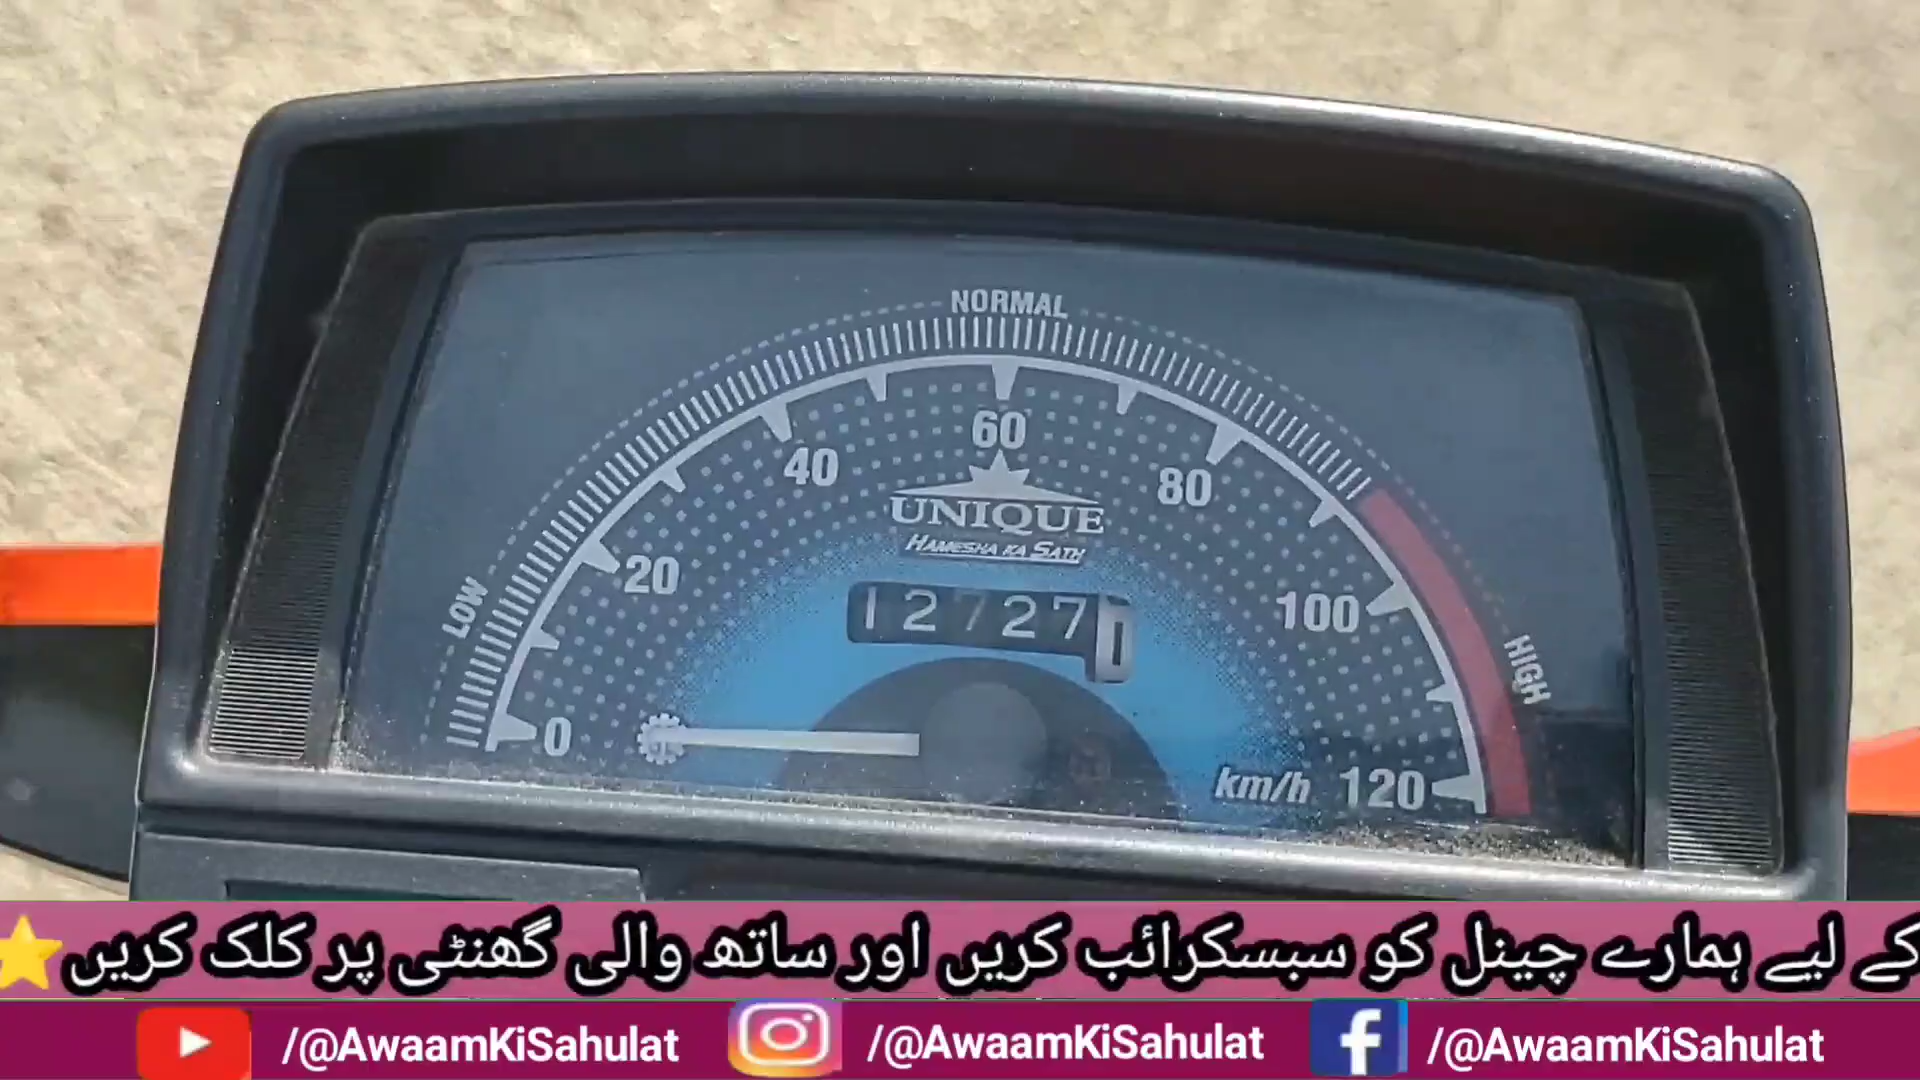 NORMAL
60
40
80
UNIQUE
HAMESHA KA SATH
20
LOW
12727
100
HIGH
0
km/h 120
کے لیے ہمارے چینل کو سبسکرائب کریں اور ساتھ والی گھنٹی پر کلک کریں
/@AwaamKiSahulat /@AwaamKiSahulat /@AwaamKiSahulat